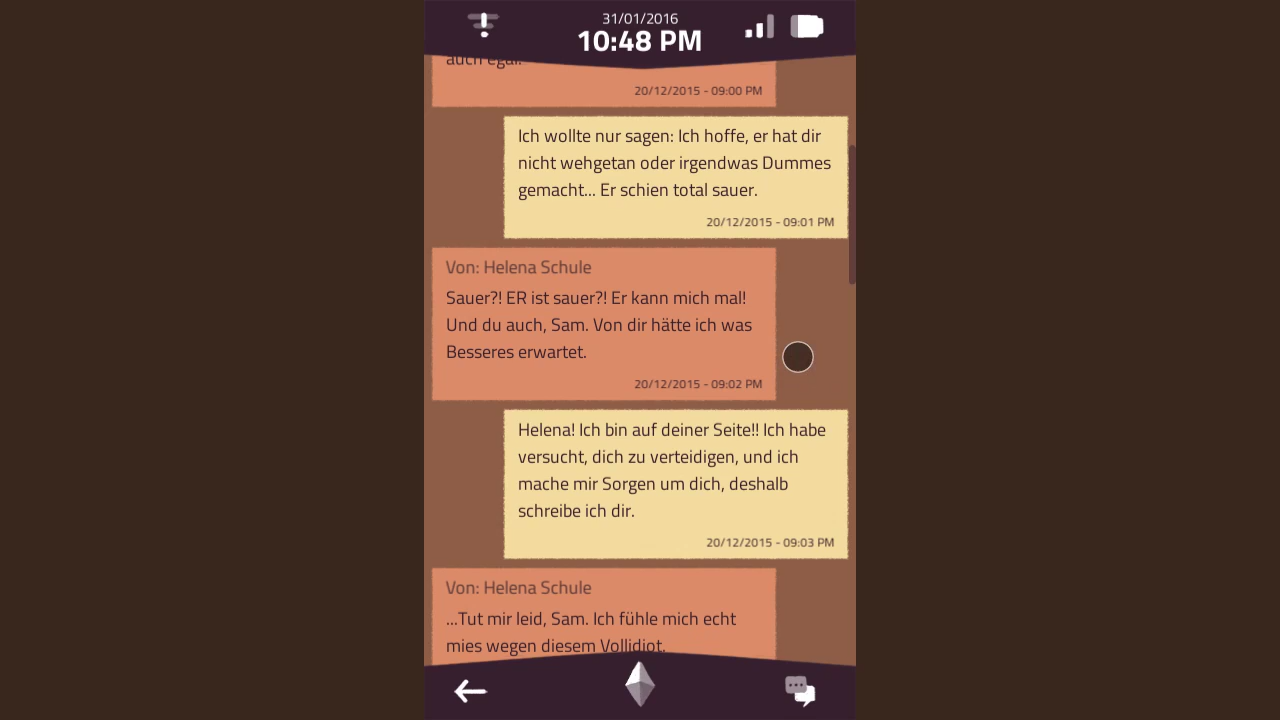 31/01/2016
10:48 PM
auch egal.
20/12/2015 - 09:00 PM
Ich wollte nur sagen: Ich hoffe, er hat dir
nicht wehgetan oder irgendwas Dummes
gemacht... Er schien total sauer.
20/12/2015 - 09:01 PM
Von: Helena Schule
Sauer?! ER ist sauer?! Er kann mich mal!
Und du auch, Sam. Von dir hätte ich was
Besseres erwartet.
20/12/2015 - 09:02 PM
Helena! Ich bin auf deiner Seite!! Ich habe
versucht, dich zu verteidigen, und ich
mache mir Sorgen um dich, deshalb
schreibe ich dir.
20/12/2015 - 09:03 PM
Von: Helena Schule
...Tut mir leid, Sam. Ich fühle mich echt
mies wegen diesem Vollidiot.